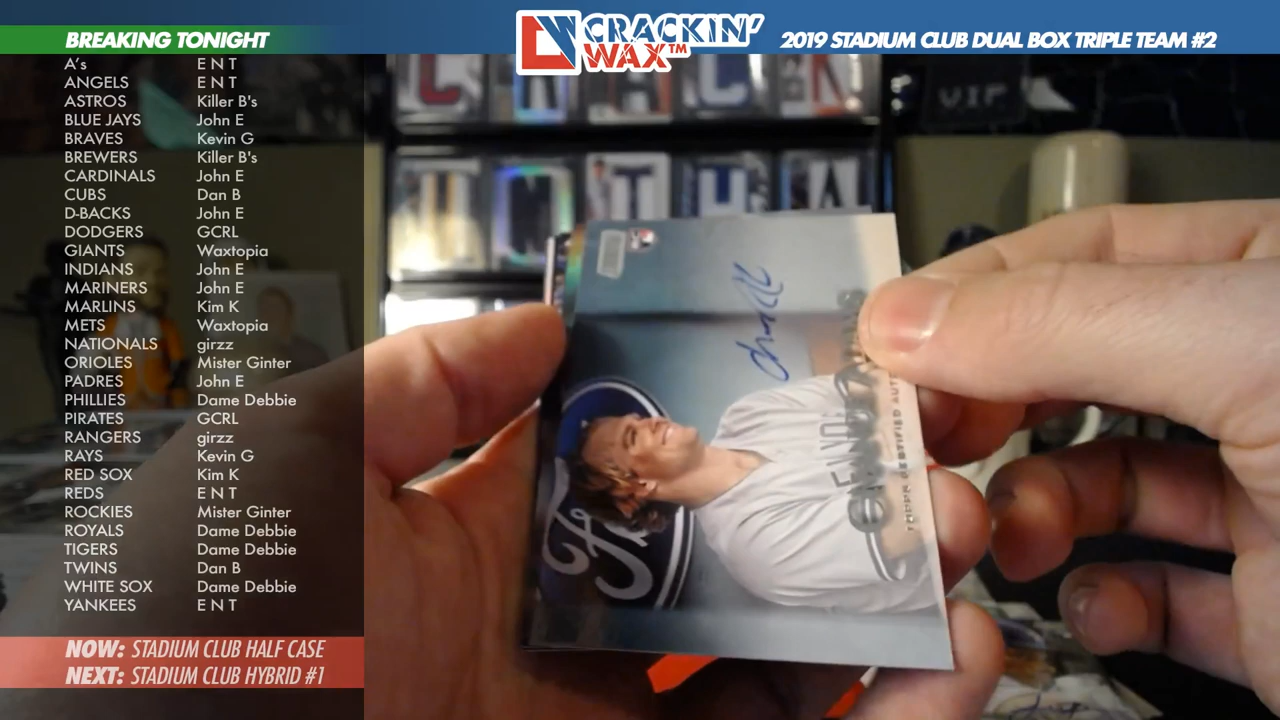 BREAKING TONIGHT
CRACKIN'
WAX™
2019 STADIUM CLUB DUAL BOX TRIPLE TEAM #2
A's E N T
ANGELS E N T
ASTROS Killer B's
BLUE JAYS John E
BRAVES Kevin G
BREWERS Killer B's
CARDINALS John E
CUBS Dan B
D-BACKS John E
DODGERS GCRL
GIANTS Waxtopia
INDIANS John E
MARINERS John E
MARLINS Kim K
METS Waxtopia
NATIONALS girzz
ORIOLES Mister Ginter
PADRES John E
PHILLIES Dame Debbie
PIRATES GCRL
RANGERS girzz
RAYS Kevin G
RED SOX Kim K
REDS E N T
ROCKIES Mister Ginter
ROYALS Dame Debbie
TIGERS Dame Debbie
TWINS Dan B
WHITE SOX Dame Debbie
YANKEES E N T
NOW: STADIUM CLUB HALF CASE
NEXT: STADIUM CLUB HYBRID #1
VIP